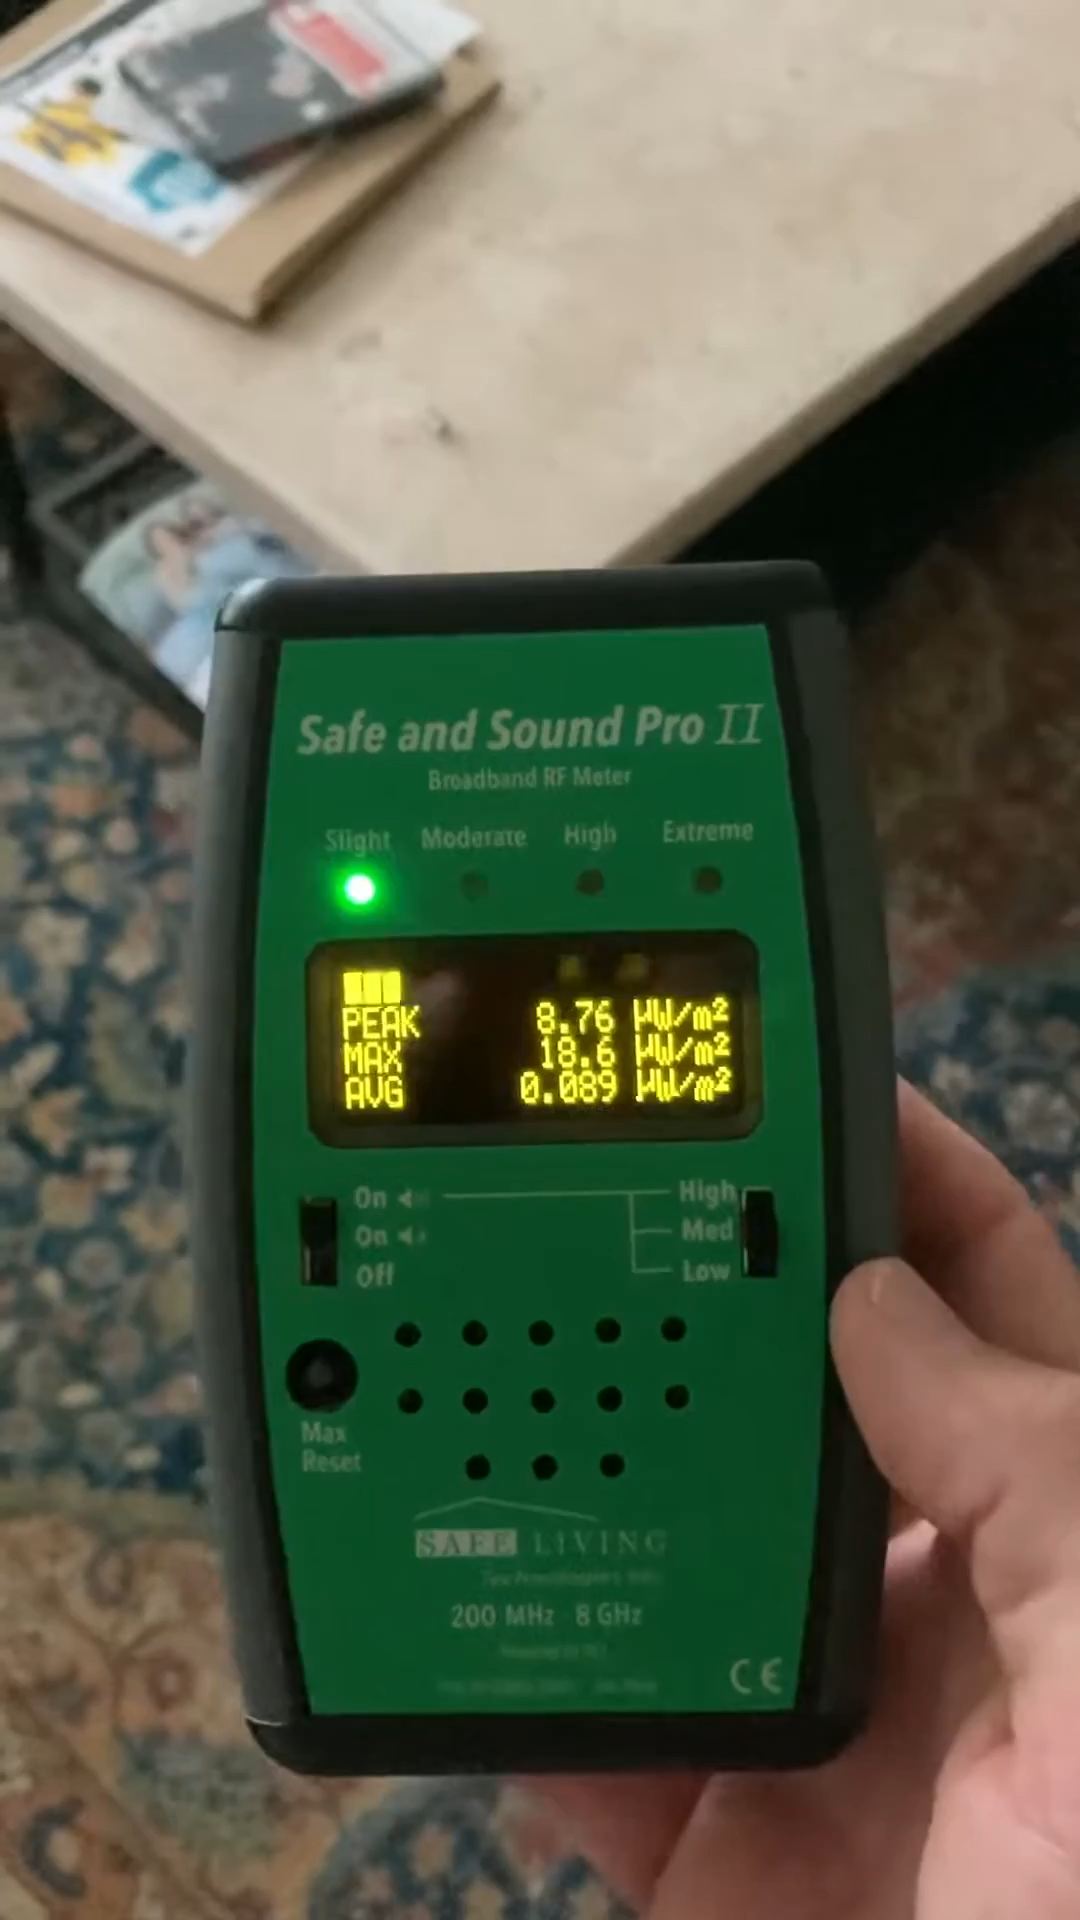 Safe and Sound Pro II
Broadband RF Meter
Slight Moderate High Extreme
PEAK 8.76 µW/m²
MAX 18.6 µW/m²
AVG 0.089 µW/m²
On High
On Med
Off Low
Max
Reset
SAFE LIVING
Technologies Inc.
200 MHz - 8 GHz
CE